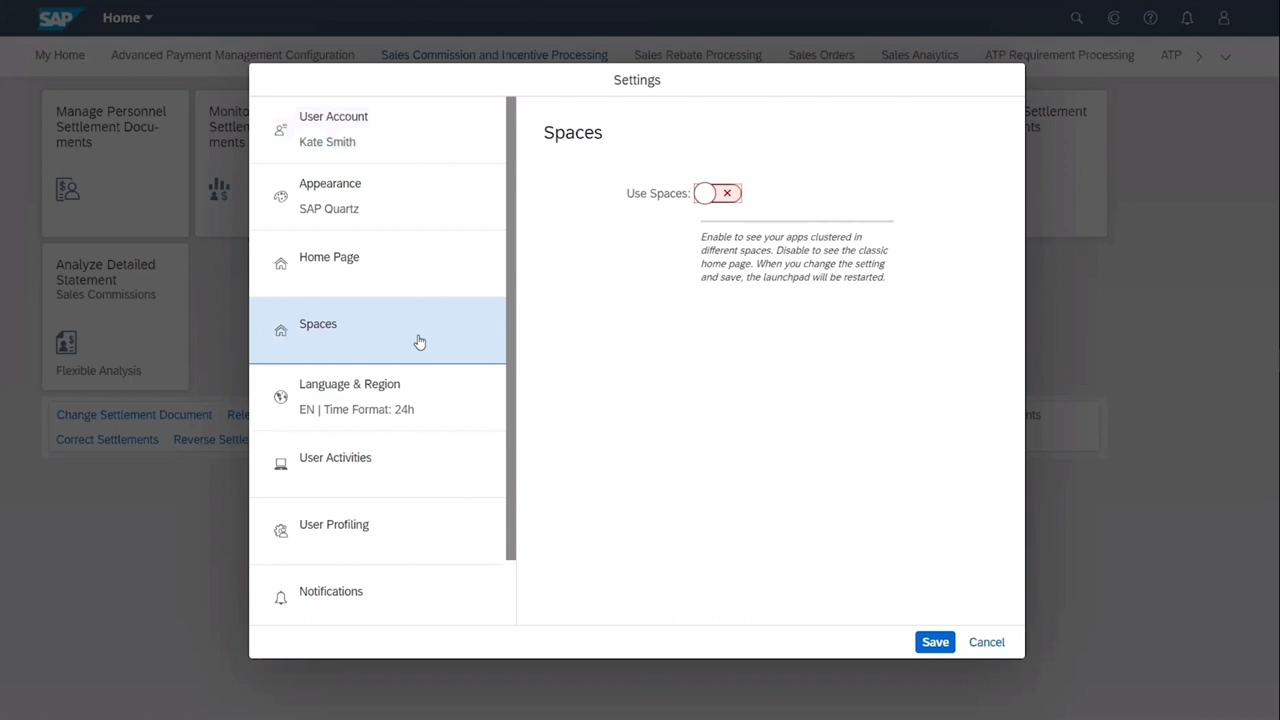 SAP
Home
My Home
Advanced Payment Management Configuration
Sales Commission and Incentive Processing
Sales Rebate Processing
Sales Orders
Sales Analytics
ATP Requirement Processing
ATP
Manage Personnel
Settlement Docu-
ments
Analyze Detailed
Statement
Sales Commissions
Flexible Analysis
Change Settlement Document
Correct Settlements
Settings
User Account
Kate Smith
Appearance
SAP Quartz
Home Page
Spaces
Language & Region
EN | Time Format: 24h
User Activities
User Profiling
Notifications
Spaces
Use Spaces:
Enable to see your apps clustered in
different spaces. Disable to see the classic
home page. When you change the setting
and save, the launchpad will be restarted.
Save
Cancel
Settlement